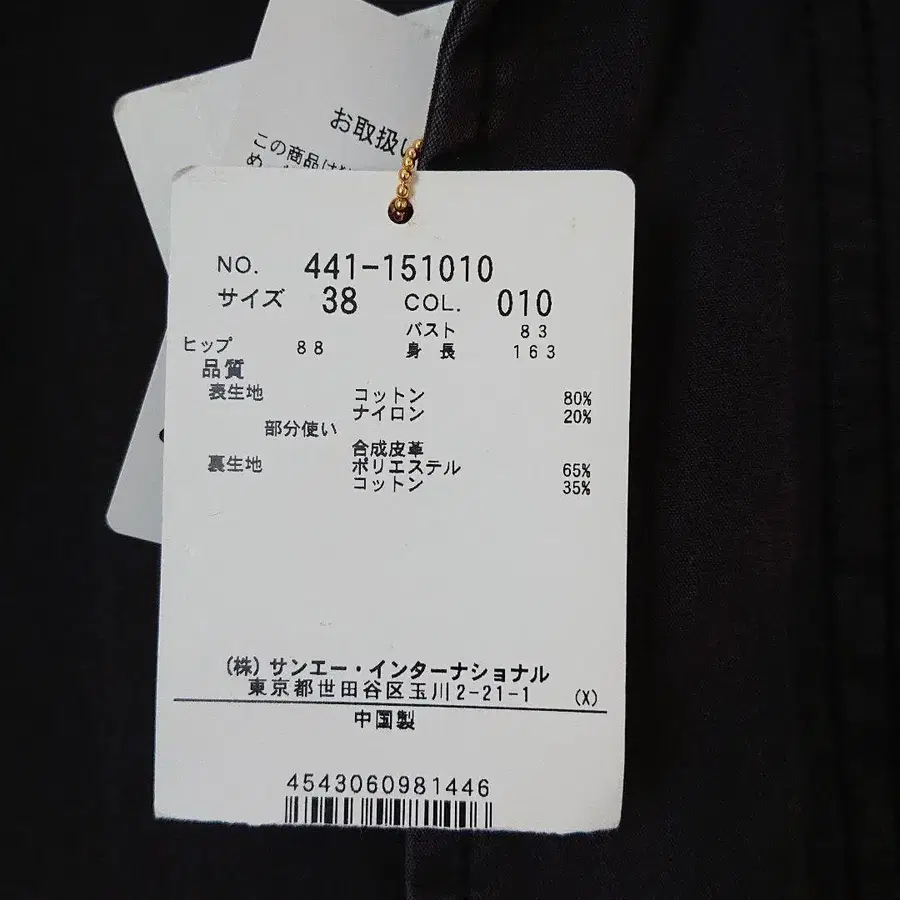 お取扱い
この商品は
め
NO. 441-151010
サイズ 38 COL. 010
バスト 83
ヒップ 88 身長 163
品質
表生地 コットン 80%
ナイロン 20%
部分使い
合成皮革
裏生地 ポリエステル 65%
コットン 35%
(株)サンエー・インターナショナル
東京都世田谷区玉川2-21-1 (X)
中国製
4543060981446